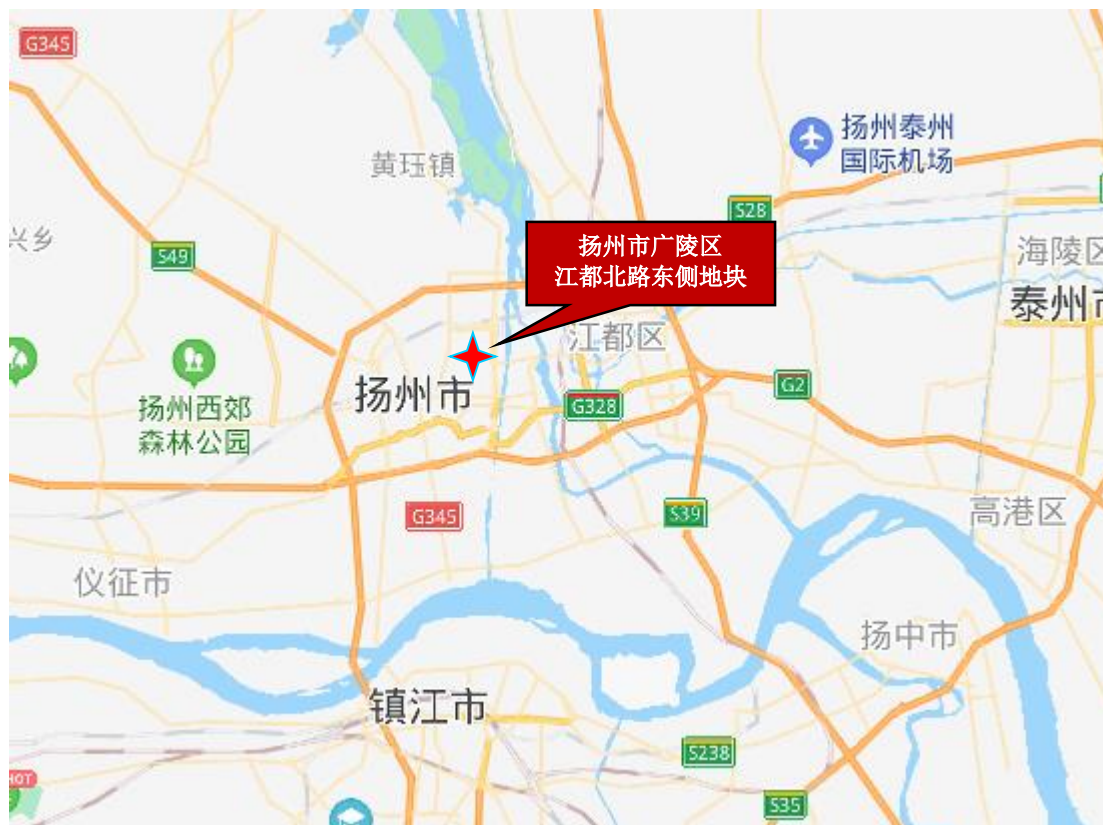 G345
扬州泰州
国际机场
黄珏镇
S28
兴乡
S49
扬州市广陵区
江都北路东侧地块
海陵区
泰州市
江都区
扬州市
扬州西郊
森林公园
G328
G2
G345
S39
高港区
仪征市
扬中市
镇江市
S238
S35
HOT